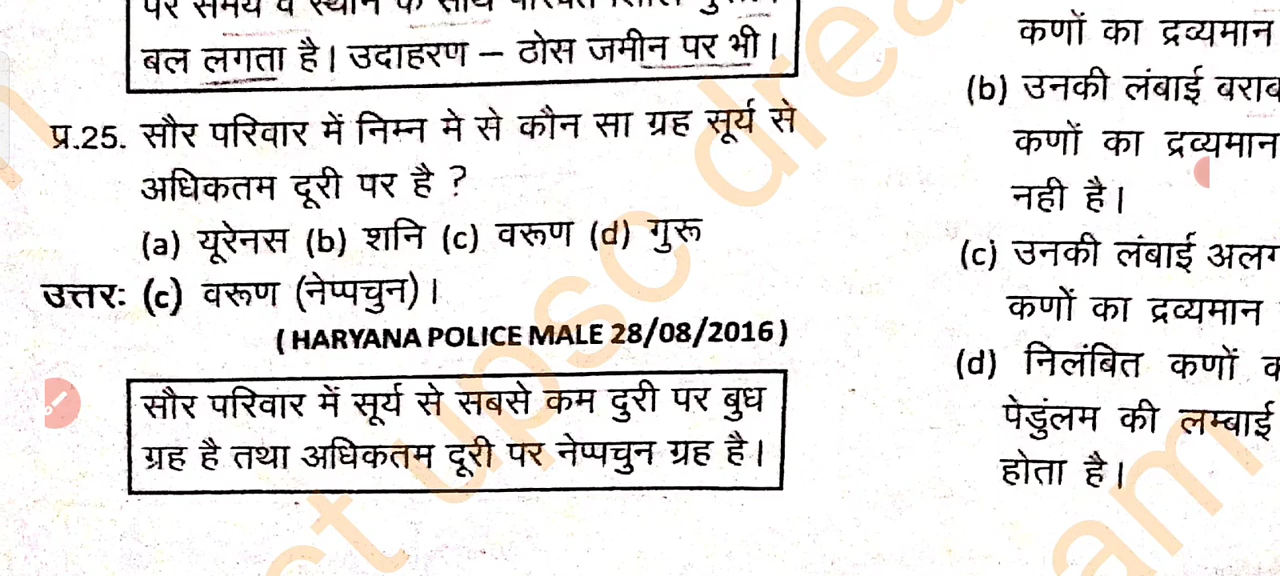 बल लगता है। उदाहरण – ठोस जमीन पर भी।
प्र.25. सौर परिवार में निम्न मे से कौन सा ग्रह सूर्य से
अधिकतम दूरी पर है ?
(a) यूरेनस (b) शनि (c) वरूण (d) गुरू
उत्तरः (c) वरूण (नेप्पचुन)।
( HARYANA POLICE MALE 28/08/2016)
सौर परिवार में सूर्य से सबसे कम दुरी पर बुध
ग्रह है तथा अधिकतम दूरी पर नेप्पचुन ग्रह है।
कणों का द्रव्यमान
(b) उनकी लंबाई
कणों का द्रव्यमान
नही है।
(c) उनकी लंबाई
कणों का द्रव्यमान
(d) निलंबित कणों
पेडुंलम की लम्बाई
होता है।